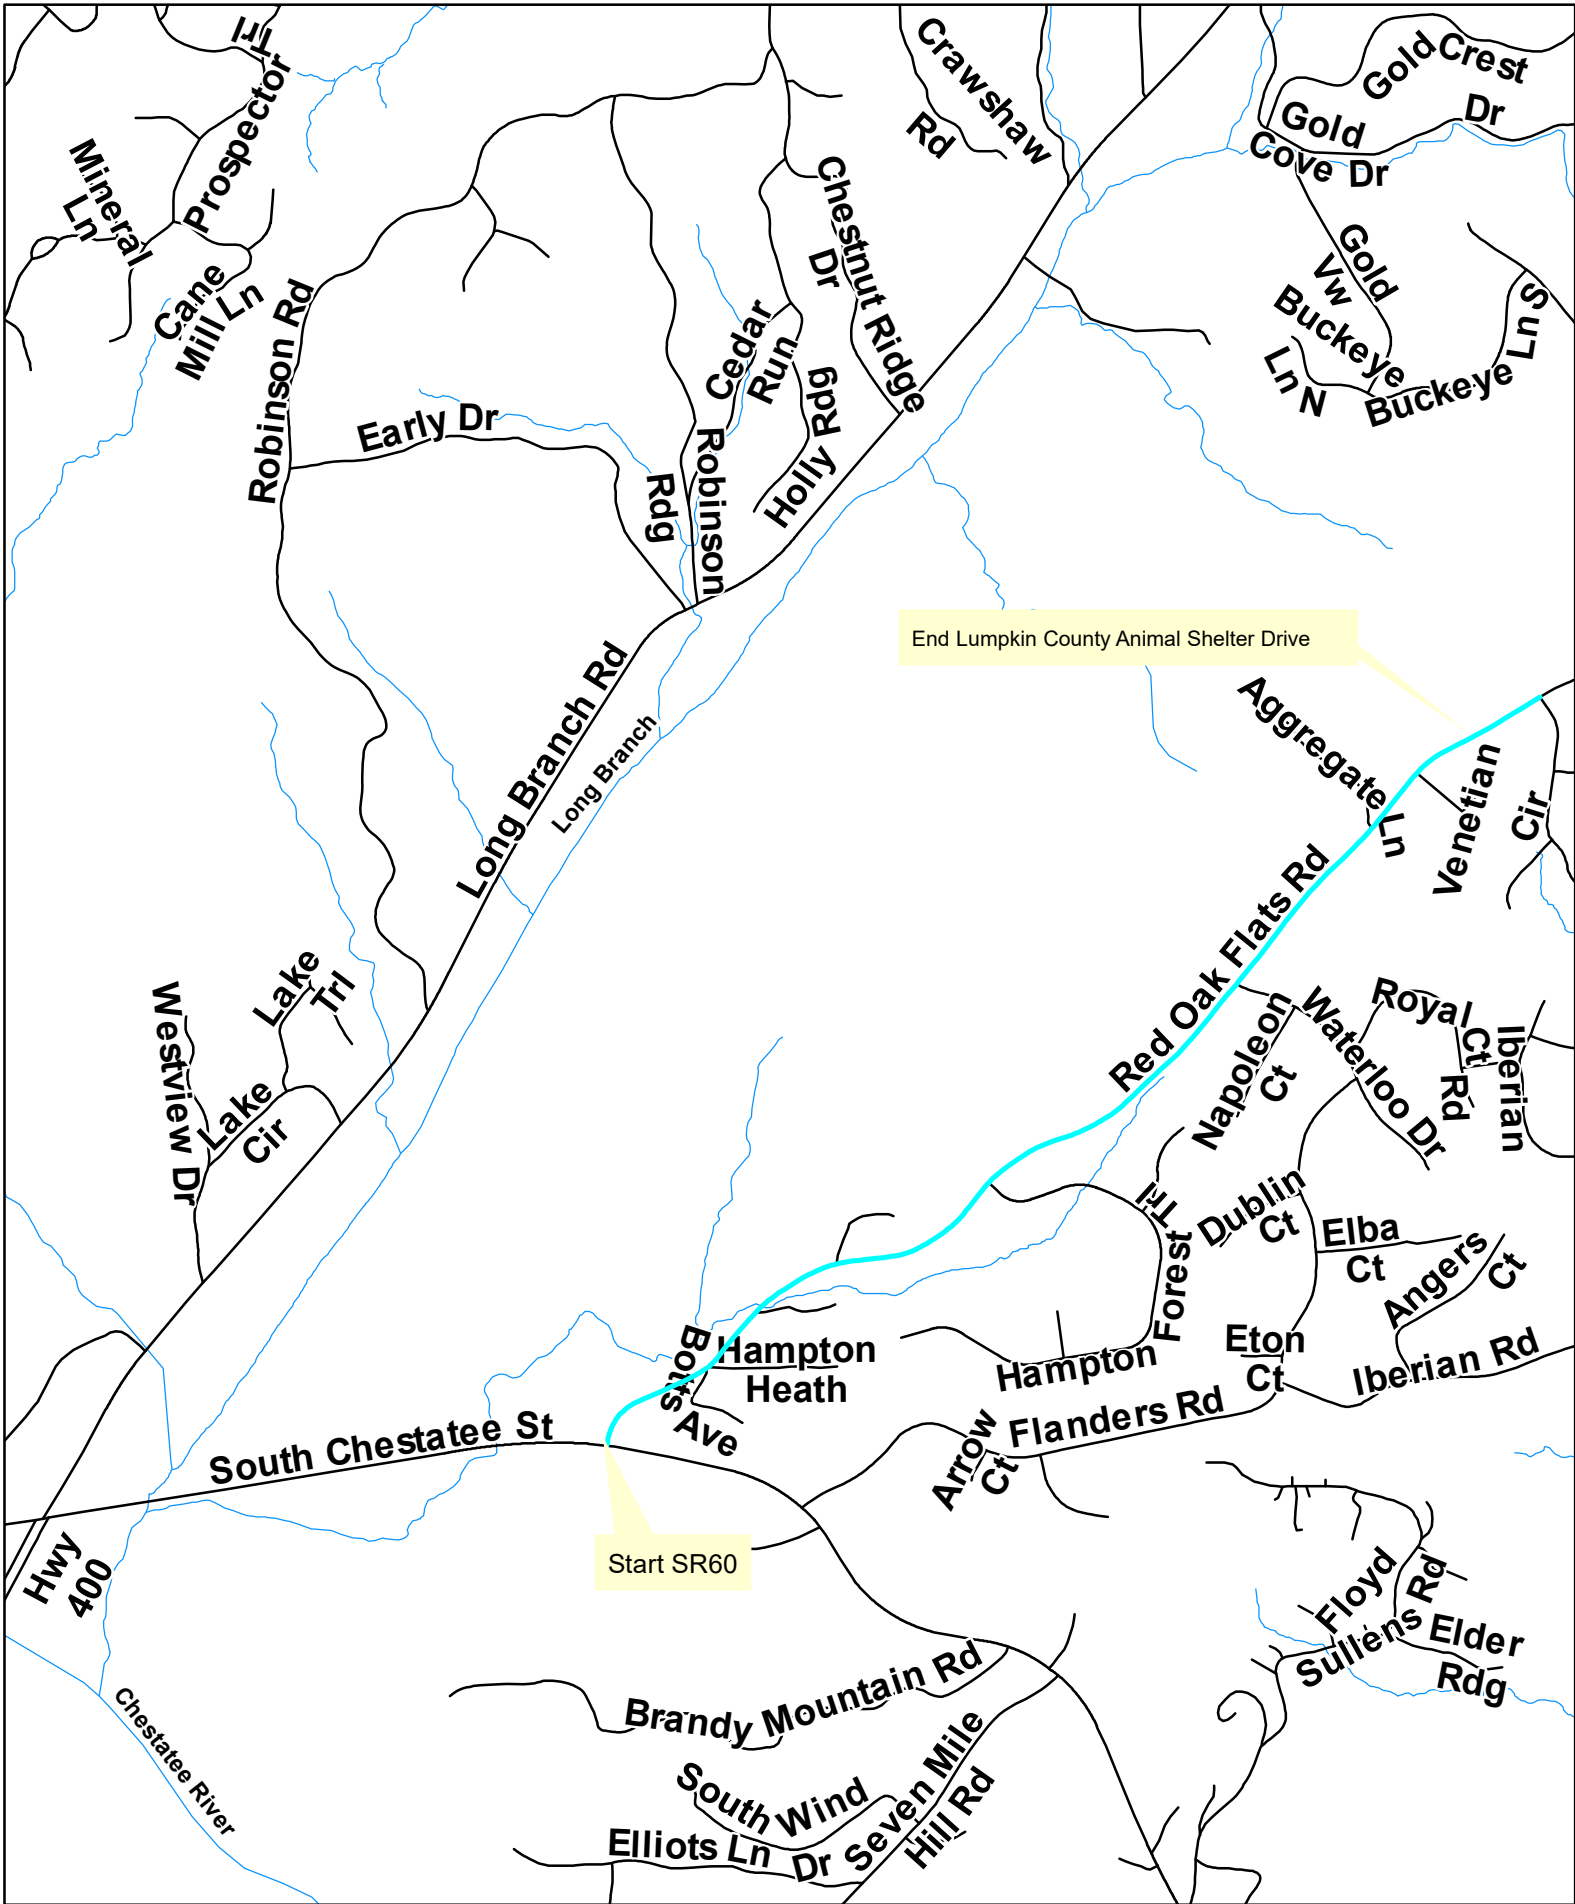 Trl
Prospector
Mineral
Ln
Cane
Mill Ln
Robinson Rd
Early Dr
Cedar
Run
Robinson
Rdg
Holly
Rdg
Chestnut Ridge
Dr
Crawshaw
Rd
Gold Crest
Dr
Gold
Cove Dr
Gold
Vw
Buckeye
Ln N
Buckeye
Ln S
Long Branch Rd
Long Branch
End Lumpkin County Animal Shelter Drive
Aggregate
Ln
Venetian
Cir
Red Oak Flats Rd
Lake
Trl
Westview Dr
Lake
Cir
Napoleon
Ct
Waterloo Dr
Royal
Ct
Rd
Iberian
Trl
Forest
Dublin
Ct
Elba
Ct
Angers
Ct
Eton
Ct
Iberian Rd
Hampton
Botts
Ave
Hampton
Heath
South Chestatee St
Flanders Rd
Arrow
Ct
Start SR60
Hwy
400
Chestatee River
Floyd
Rd
Sullens
Elder
Rdg
Brandy Mountain Rd
South Wind
Dr
Elliots Ln
Seven Mile
Hill Rd